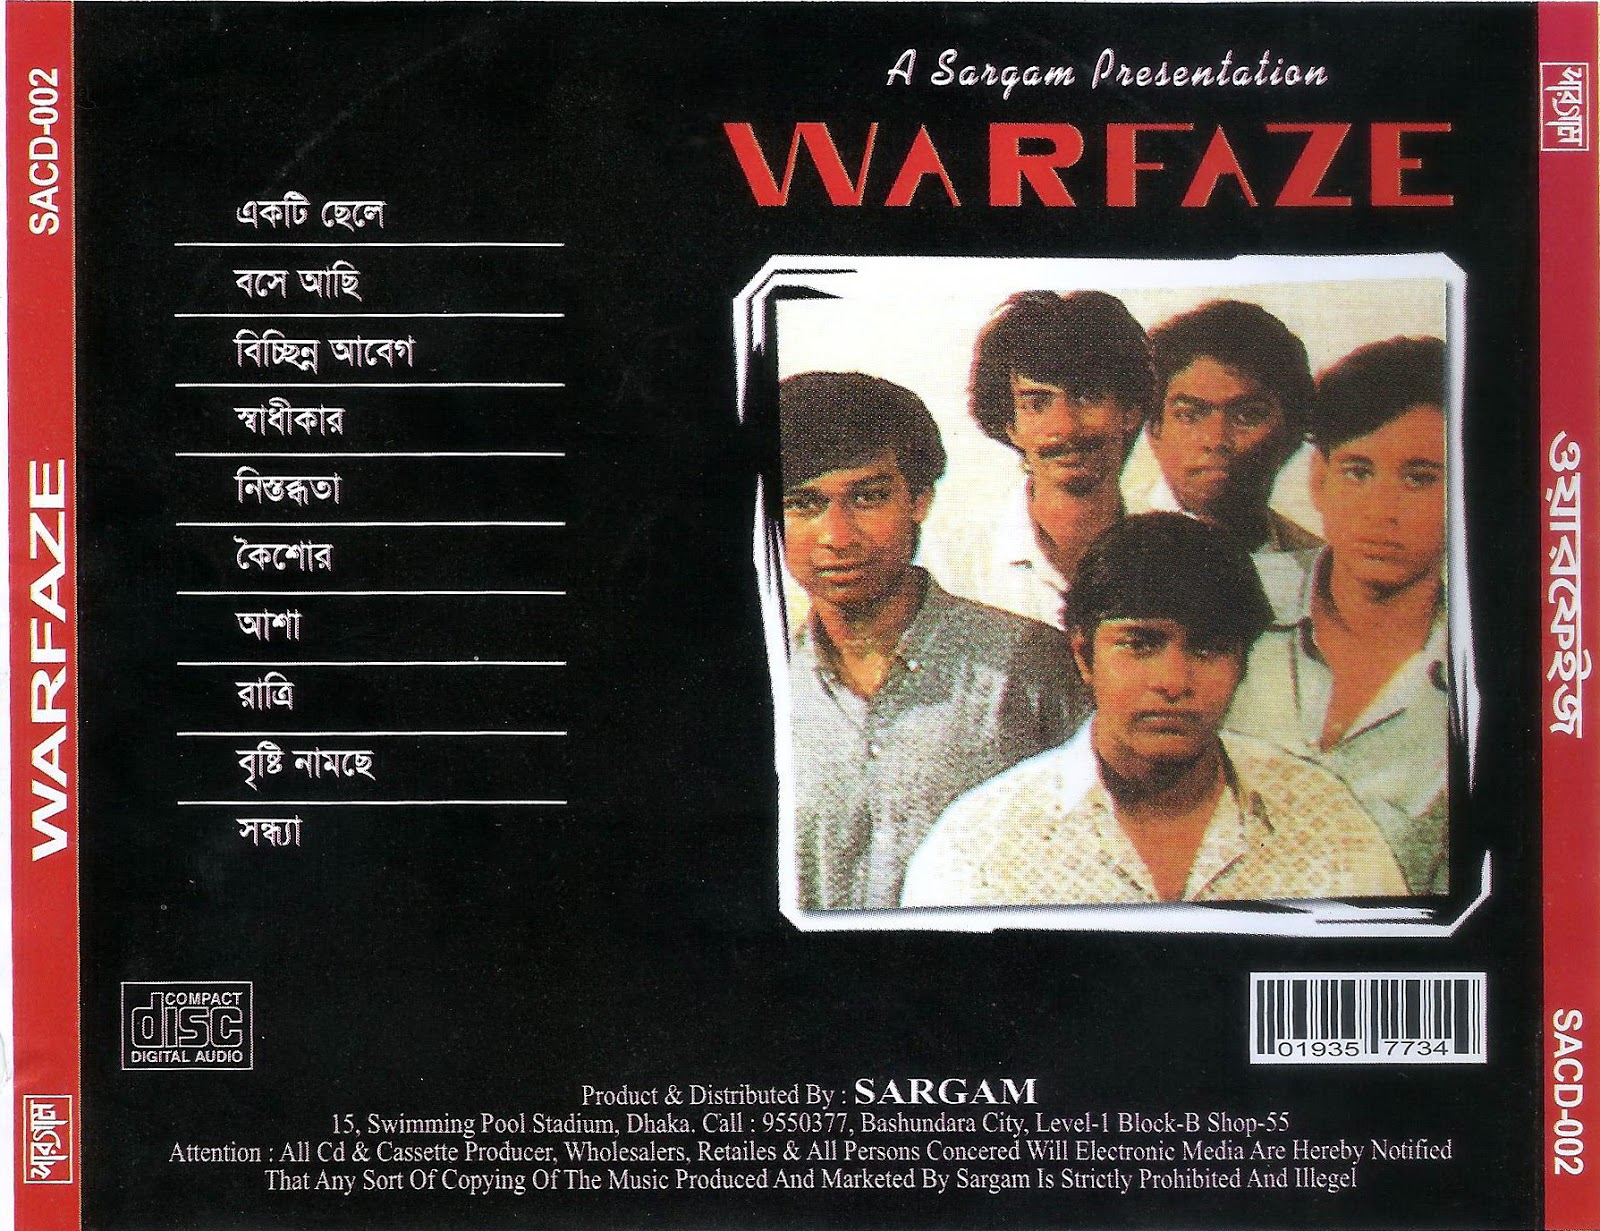 SACD-002
WARFAZE
সারগাম
একটি ছেলে
বসে আছি
বিচ্ছিন্ন আবেগ
স্বাধীকার
নিস্তব্ধতা
কৈশোর
আশা
রাত্রি
বৃষ্টি নামছে
সন্ধ্যা
A Sargam Presentation
WARFAZE
COMPACT
disc
DIGITAL AUDIO
01935 7734
Product & Distributed By : SARGAM
15, Swimming Pool Stadium, Dhaka. Call : 9550377, Bashundara City, Level-1 Block-B Shop-55
Attention : All Cd & Cassette Producer, Wholesalers, Retailes & All Persons Concered Will Electronic Media Are Hereby Notified
That Any Sort Of Copying Of The Music Produced And Marketed By Sargam Is Strictly Prohibited And Illegel
সারগাম
ওয়ারফেইজ
SACD-002